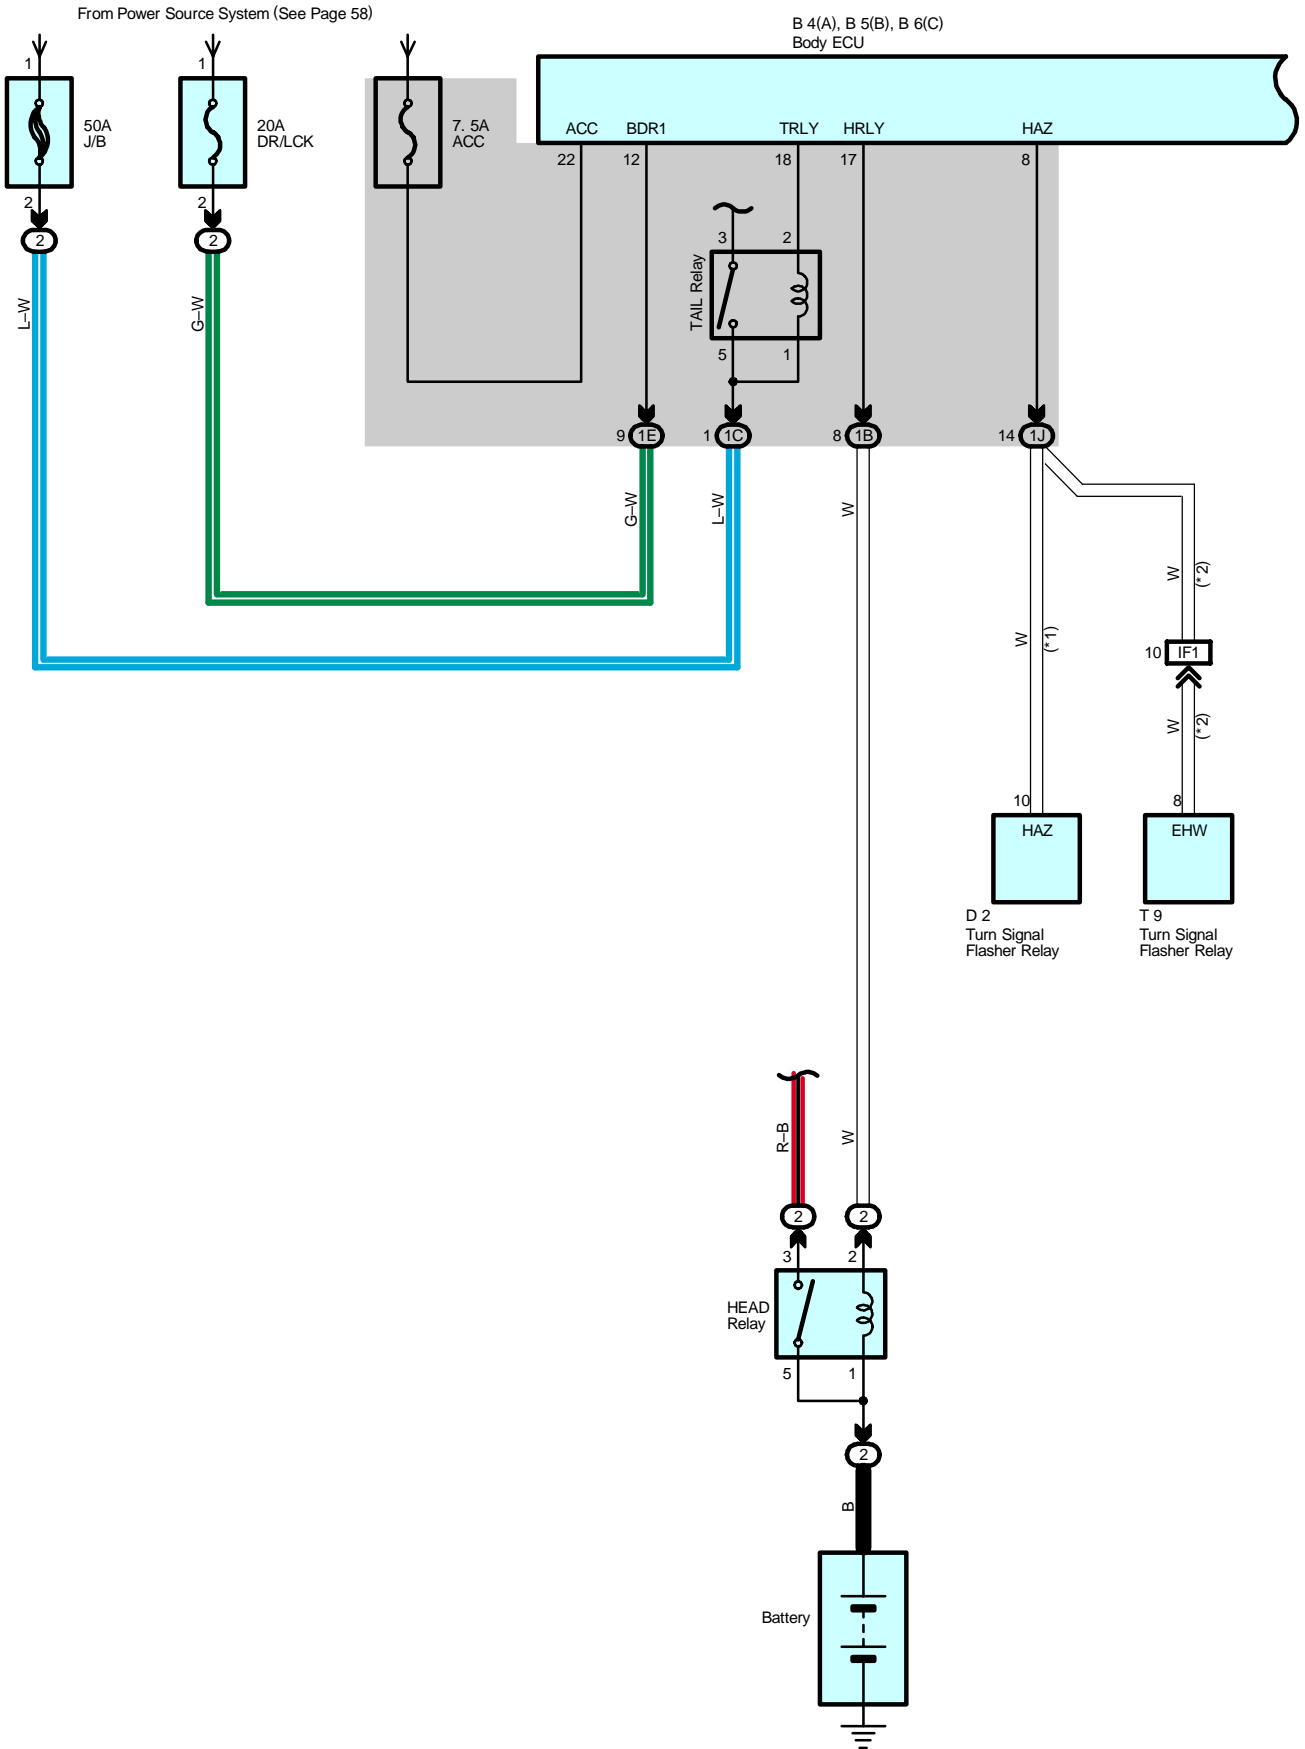 From Power Source System (See Page 58)
B 4(A), B 5(B), B 6(C)
Body ECU
1
1
50A
J/B
20A
DR/LCK
7. 5A
ACC
ACC
BDR1
TRLY
HRLY
HAZ
22
12
18
17
8
2
2
2
2
3
2
TAIL Relay
5
1
L–W
G–W
9
1E
1
1C
8
1B
14
1J
G–W
L–W
W
W
(*2)
W
(*1)
10
IF1
W
(*2)
10
8
HAZ
EHW
D 2
Turn Signal
Flasher Relay
T 9
Turn Signal
Flasher Relay
R–B
W
2
2
3
2
HEAD
Relay
5
1
2
B
Battery